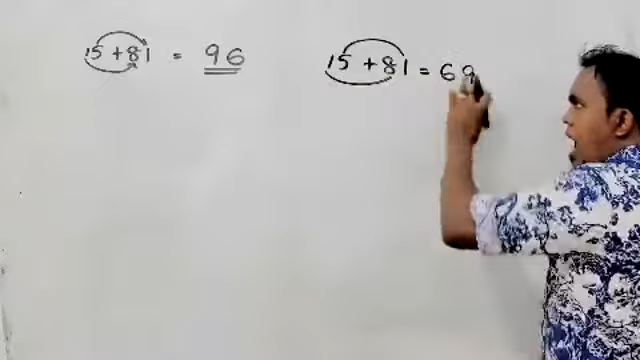 15 + 81 = 96
15 + 81 = 69